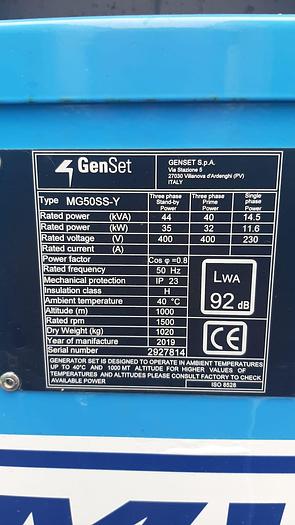 GenSet
GENSET S.p.A.
Via Stazione 5
27030 Villanova d'Ardenghi (PV)
ITALY
Type MG50SS-Y Three phase Stand-by Power Three phase Prime Power Single phase Power
Rated power (kVA) 44 40 14.5
Rated power (kW) 35 32 11.6
Rated voltage (V) 400 400 230
Rated current (A)
Power factor Cos φ =0.8
Rated frequency 50 Hz
Mechanical protection IP 23
Insulation class H
Ambient temperature 40 °C
Altitude (m) 1000
Rated rpm 1500
Dry Weight (kg) 1020
Year of manufacture 2019
Serial number 2927814
LWA
92 dB
CE
GENERATOR SET IS DESIGNED TO OPERATE IN AMBIENT TEMPERATURES
UP TO 40°C AND 1000 MT ALTITUDE FOR HIGHER VALUES OF
TEMPERATURES AND ALTITUDES PLEASE CONSULT FACTORY TO CHECK
AVAILABLE POWER
ISO 8528